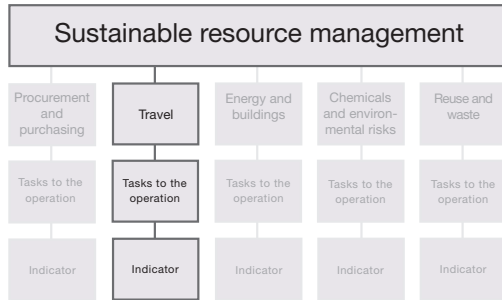 Sustainable resource management
Procurement
and
purchasing
Travel
Energy and
buildings
Chemicals
and environ-
mental risks
Reuse and
waste
Tasks to the
operation
Tasks to the
operation
Tasks to the
operation
Tasks to the
operation
Tasks to the
operation
Indicator
Indicator
Indicator
Indicator
Indicator